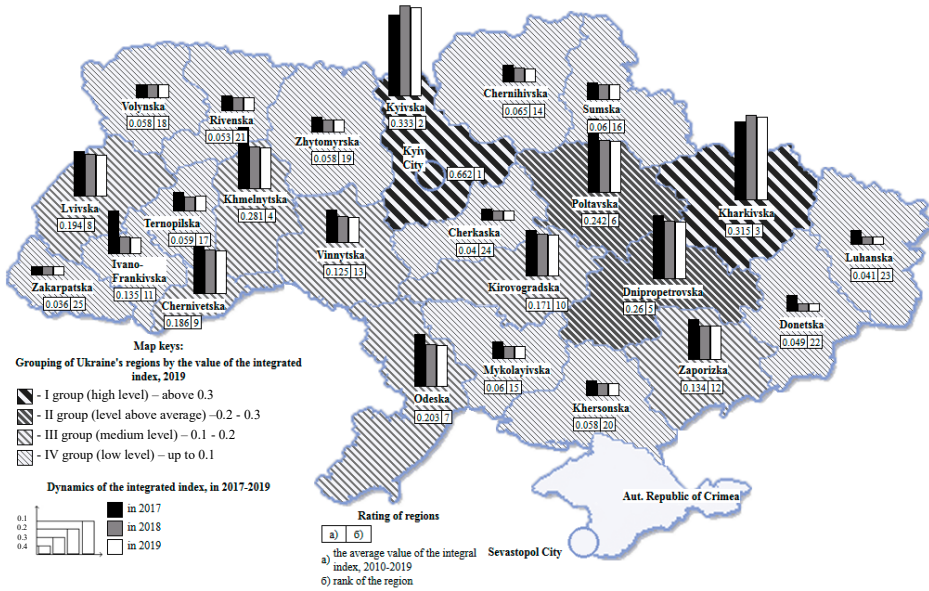 Volynska
0.058 18
Rivenska
0.053 21
Zhytomyrska
0.058 19
Kyivska
0.333 2
Kyiv
City
0.662 1
Chernihivska
0.065 14
Sumska
0.06 16
Lvivska
0.194 8
Ternopilska
0.059 17
Khmelnytska
0.281 4
Vinnytska
0.125 13
Cherkaska
0.04 24
Poltavska
0.242 6
Kharkivska
0.315 3
Luhanska
0.041 23
Zakarpatska
0.036 25
Ivano-
Frankivska
0.135 11
Chernivetska
0.186 9
Kirovogradska
0.171 10
Dnipropetrovska
0.26 5
Donetska
0.049 22
Odeska
0.203 7
Mykolayivska
0.06 15
Zaporizka
0.134 12
Khersonska
0.058 20
Aut. Republic of Crimea
Sevastopol City
Map keys:
Grouping of Ukraine's regions by the value of the integrated
index, 2019
- I group (high level) – above 0.3
- II group (level above average) –0.2 - 0.3
- III group (medium level) – 0.1 - 0.2
- IV group (low level) – up to 0.1
Dynamics of the integrated index, in 2017-2019
0.1
0.2
0.3
0.4
in 2017
in 2018
in 2019
Rating of regions
a) б)
a) the average value of the integral
index, 2010-2019
б) rank of the region